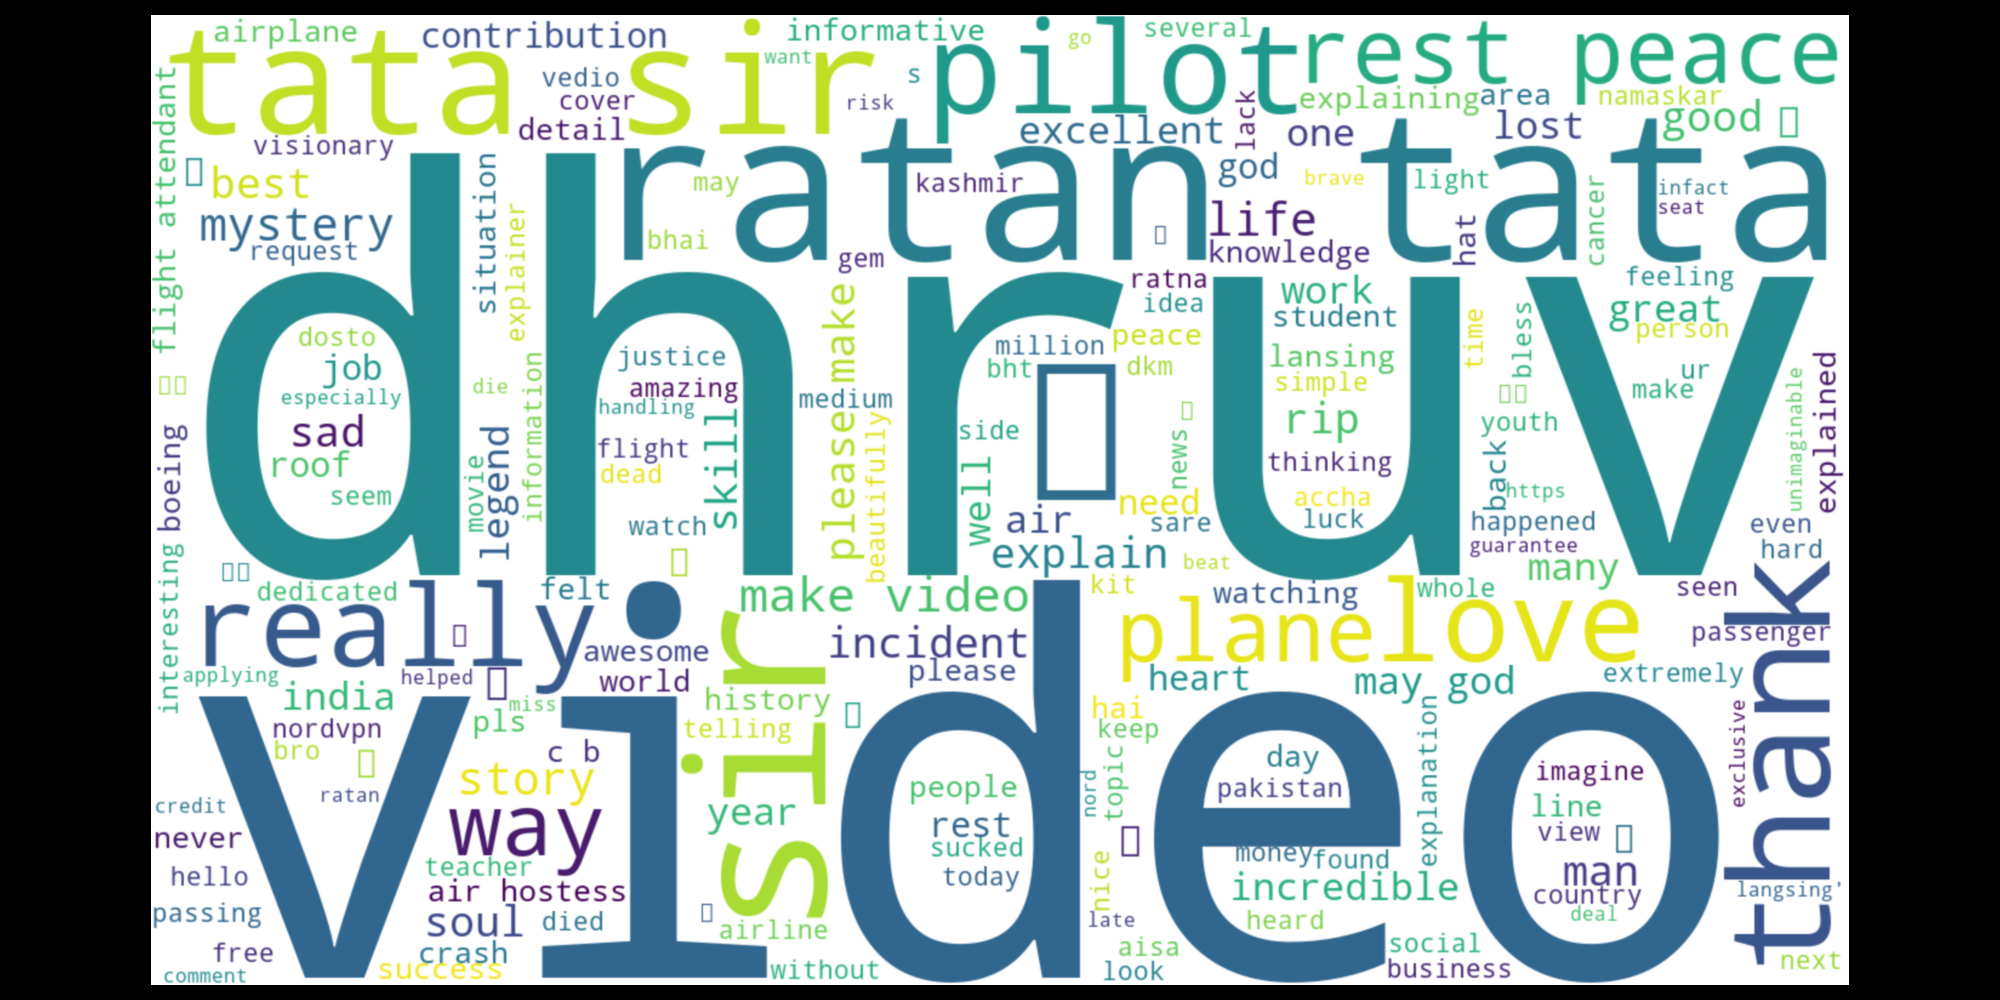 airplane
contribution
informative
several
tata sir
want
go
pilot
rest peace
vedio
s
cover
risk
explaining
area
namaskar
detail
excellent
lack
one
lost
good
flight attendant
visionary
ratan tata
best
may
kashmir
god
brave
light
infact
seat
cancer
mystery
situation
explainer
life
hat
request
bhai
gem
knowledge
dhruv
ratna
feeling
idea
work
great
student
person
dosto
million
peace
time
bless
justice
make
job
bht
dkm
lansing
ur
die
amazing
simple
make
especially
medium
handling
sad
side
rip
youth
unimaginable
explained
flight
roof
dead
thinking
back
seem
skill
please
beautifully
well
news
accha
https
movie
legend
information
need
boeing
watch
air
sare
luck
happened
even
guarantee
hard
explain
beat
many
dedicated
felt
make video
kit
watching
whole
seen
interesting
really
plane
love
incident
passenger
awesome
applying
helped
world
please
heart
may god
extremely
india
miss
history
sir
hai
thank
nordvpn
pls
telling
keep
bro
c b
video
day
topic
explanation
exclusive
story
imagine
ratan
people
nord
pakistan
credit
way
year
line
never
rest
view
sucked
money
found
teacher
hello
today
nice
man
air hostess
incredible
country
langsing'
passing
soul
died
late
heard
deal
airline
free
crash
aisa
social
comment
success
without
look
business
next